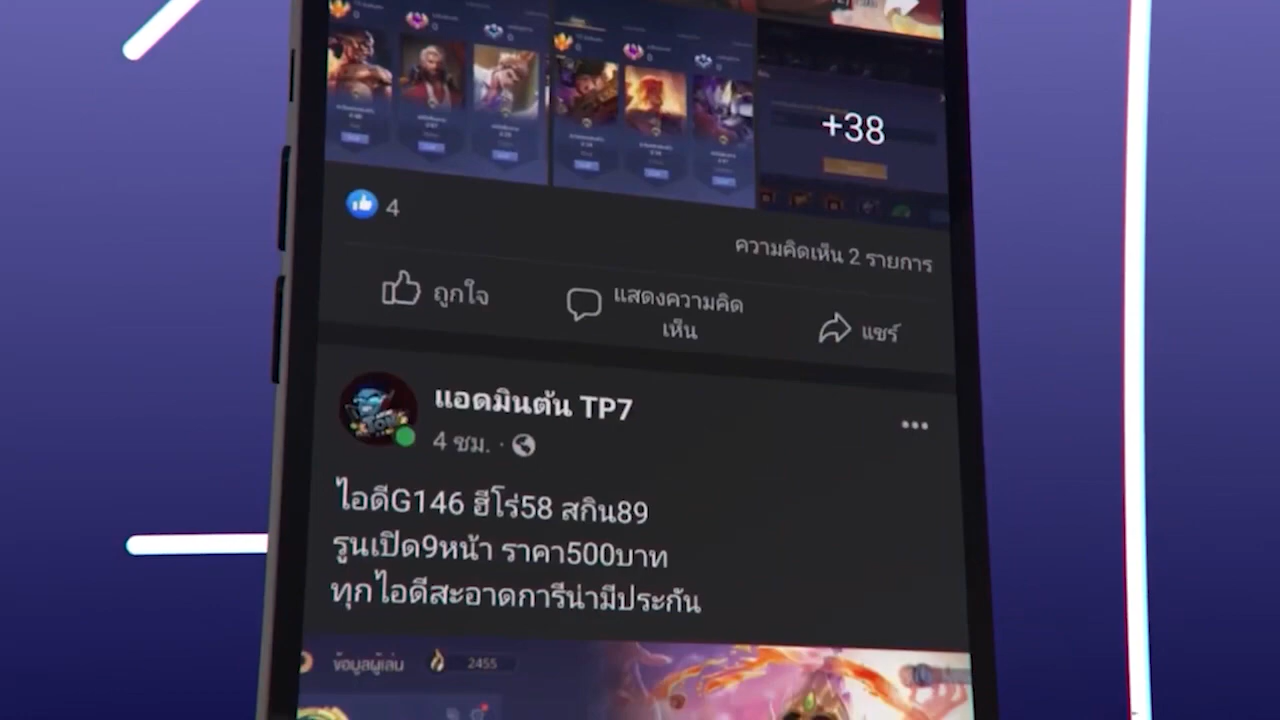 +38
4
ความคิดเห็น 2 รายการ
ถูกใจ
แสดงความคิด
เห็น
แชร์
แอดมินตัน TP7
4 ชม.
ไอดีG146 ฮีโร่58 สกิน89
รูนเปิด9หน้า ราคา500บาท
ทุกไอดีสะอาดการีน่ามีประกัน
ข้อมูลผู้เล่น
2455